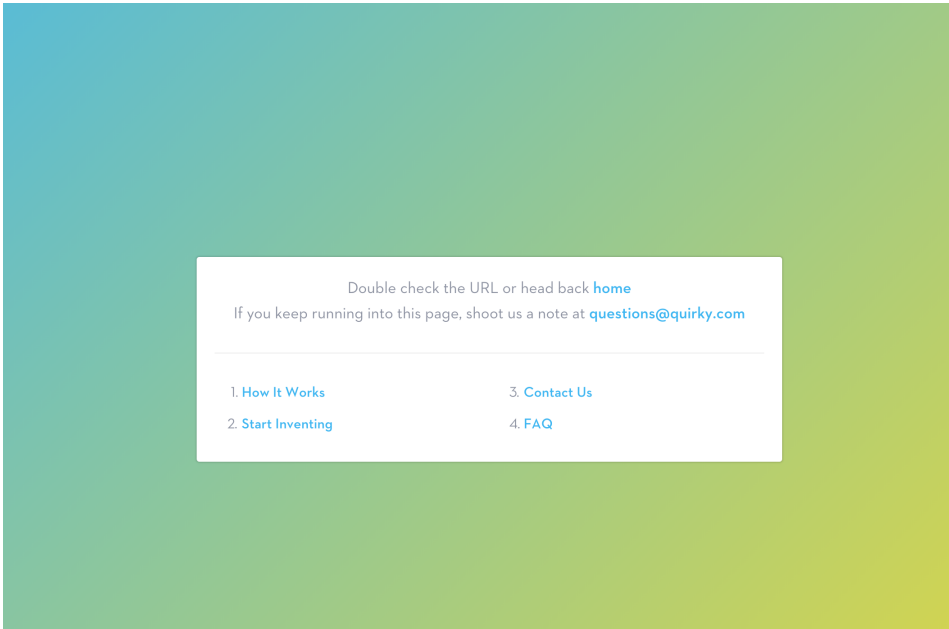 Double check the URL or head back home
If you keep running into this page, shoot us a note at questions@quirky.com
1. How It Works
2. Start Inventing
3. Contact Us
4. FAQ